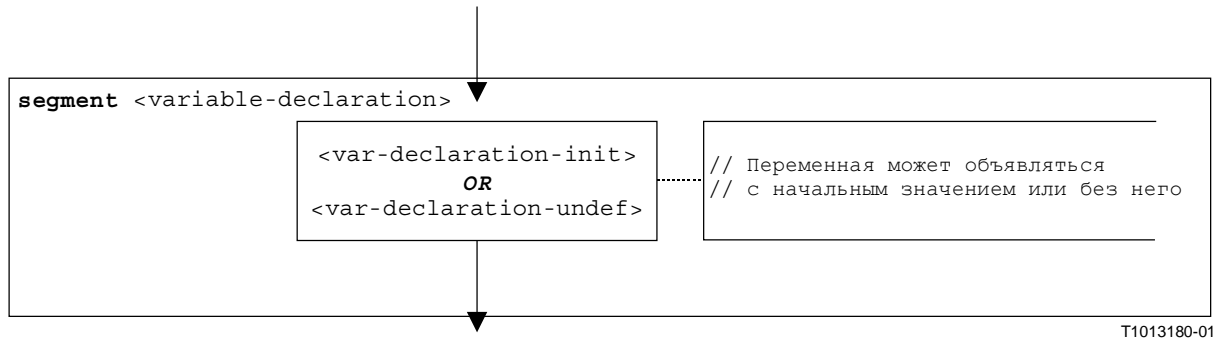 segment <variable-declaration>
<var-declaration-init>
OR
<var-declaration-undef>
// Переменная может объявляться
// с начальным значением или без него
T1013180-01